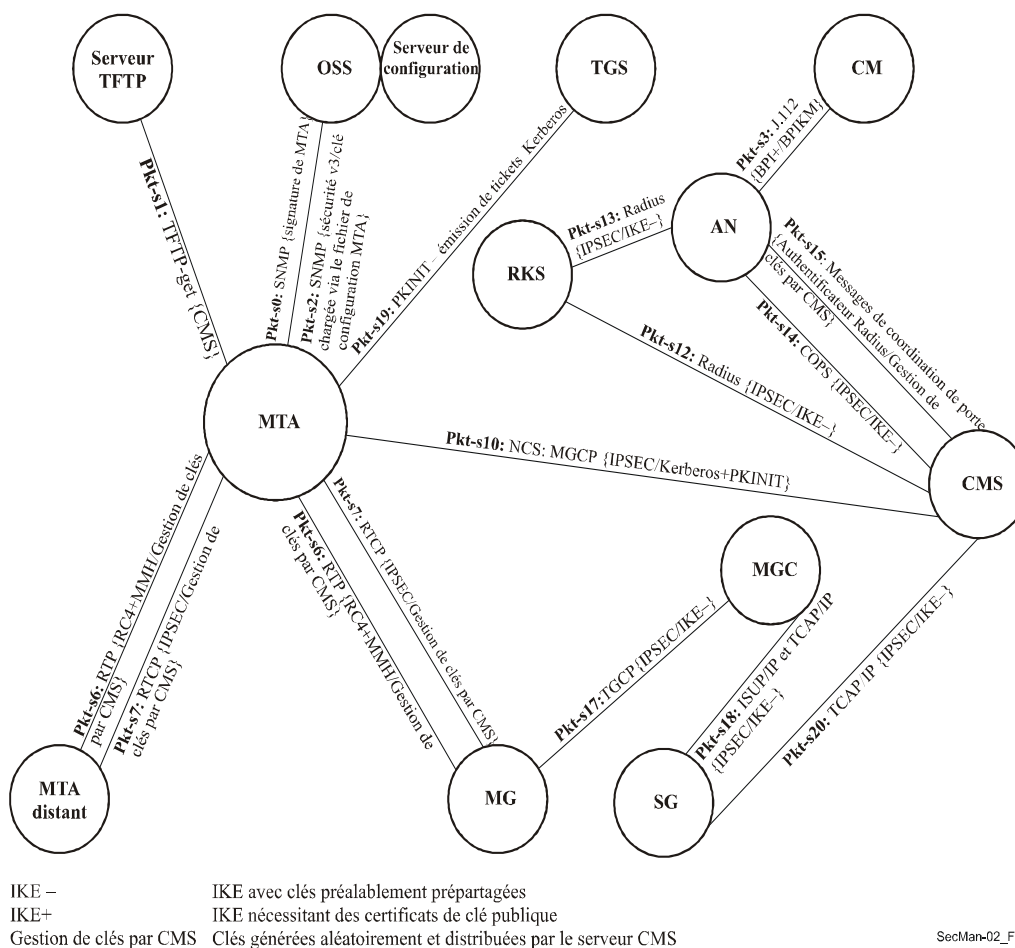 Serveur
TFTP
OSS
Serveur de
configuration
TGS
CM
Pkt-s1: TFTP-get {CMS}
Pkt-s0: SNMP {signature de MTA}
Pkt-s2: SNMP {sécurité v3/clé
chargée via le fichier de
configuration MTA}
Pkt-s19: PKINIT – émission de tickets Kerberos
Pkt-s3: J.112
{BPI+/BPIKM}
Pkt-s13: Radius
{IPSEC/IKE–}
AN
RKS
Pkt-s15: Messages de coordination de porte
{Authentificateur Radius/Gestion de
clés par CMS}
Pkt-s14: COPS {IPSEC/IKE–}
Pkt-s12: Radius {IPSEC/IKE–}
MTA
Pkt-s10: NCS: MGCP {IPSEC/Kerberos+PKINIT}
CMS
Pkt-s6: RTP {RC4+MMH/Gestion de clés
par CMS}
Pkt-s7: RTCP {IPSEC/Gestion de
clés par CMS}
Pkt-s7: RTCP {IPSEC/Gestion de clés par CMS}
Pkt-s6: RTP {RC4+MMH/Gestion de
clés par CMS}
MGC
Pkt-s17:TGCP {IPSEC/IKE–}
Pkt-s18: ISUP/IP et TCAP/IP
{IPSEC/IKE–}
Pkt-s20: TCAP/IP {IPSEC/IKE–}
MTA
distant
MG
SG
IKE – IKE avec clés préalablement prépartagées
IKE+ IKE nécessitant des certificats de clé publique
Gestion de clés par CMS Clés générées aléatoirement et distribuées par le serveur CMS
SecMan-02_F